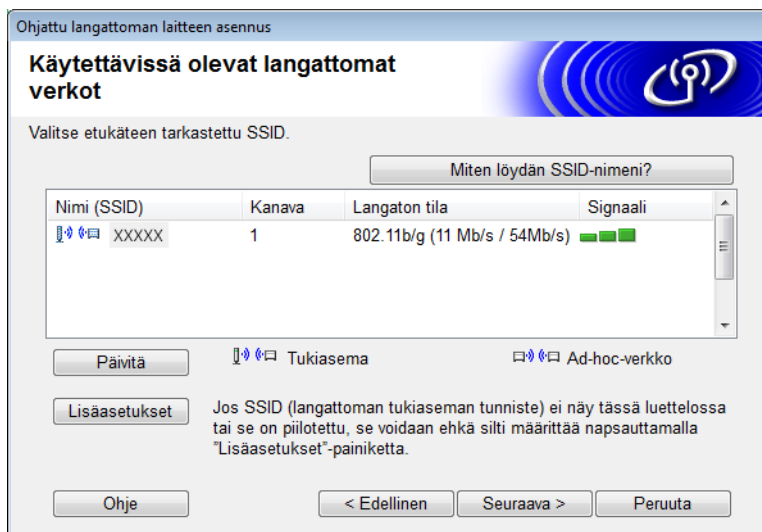 Ohjattu langattoman laitteen asennus
Käytettävissä olevat langattomat
verkot
Valitse etukäteen tarkastettu SSID.
Miten löydän SSID-nimeni?
Nimi (SSID) Kanava Langaton tila Signaali
XXXXX 1 802.11b/g (11 Mb/s / 54Mb/s)
Päivitä Tukiasema Ad-hoc-verkko
Lisäasetukset
Jos SSID (langattoman tukiaseman tunniste) ei näy tässä luettelossa
tai se on piilotettu, se voidaan ehkä silti määrittää napsauttamalla
"Lisäasetukset"-painiketta.
Ohje < Edellinen Seuraava > Peruuta